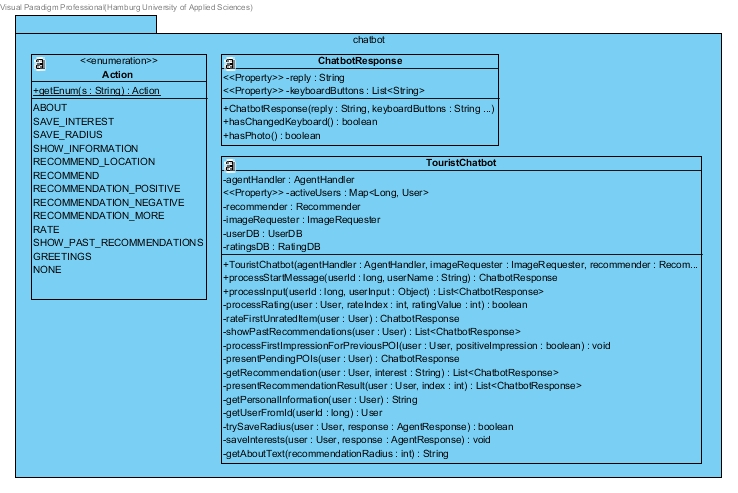 Visual Paradigm Professional(Hamburg University of Applied Sciences)
chatbot
<<enumeration>>
Action
+getEnum(s : String) : Action
ABOUT
SAVE_INTEREST
SAVE_RADIUS
SHOW_INFORMATION
RECOMMEND_LOCATION
RECOMMEND
RECOMMENDATION_POSITIVE
RECOMMENDATION_NEGATIVE
RECOMMENDATION_MORE
RATE
SHOW_PAST_RECOMMENDATIONS
GREETINGS
NONE
ChatbotResponse
<<Property>> -reply : String
<<Property>> -keyboardButtons : List<String>
+ChatbotResponse(reply : String, keyboardButtons : String ...)
+hasChangedKeyboard() : boolean
+hasPhoto() : boolean
TouristChatbot
-agentHandler : AgentHandler
<<Property>> -activeUsers : Map<Long, User>
-recommender : Recommender
-imageRequester : ImageRequester
-userDB : UserDB
-ratingsDB : RatingDB
+TouristChatbot(agentHandler : AgentHandler, imageRequester : ImageRequester, recommender : Recom...
+processStartMessage(userId : long, userName : String) : ChatbotResponse
+processInput(userId : long, userInput : Object) : List<ChatbotResponse>
-processRating(user : User, rateIndex : int, ratingValue : int) : boolean
-rateFirstUnratedItem(user : User) : ChatbotResponse
-showPastRecommendations(user : User) : List<ChatbotResponse>
-processFirstImpressionForPreviousPOI(user : User, positiveImpression : boolean) : void
-presentPendingPOIs(user : User) : ChatbotResponse
-getRecommendation(user : User, interest : String) : List<ChatbotResponse>
-presentRecommendationResult(user : User, index : int) : List<ChatbotResponse>
-getPersonalInformation(user : User) : String
-getUserFromId(userId : long) : User
-trySaveRadius(user : User, response : AgentResponse) : boolean
-saveInterests(user : User, response : AgentResponse) : void
-getAboutText(recommendationRadius : int) : String